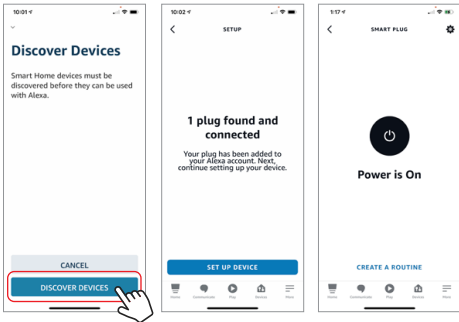 10:01
Discover Devices
Smart Home devices must be
discovered before they can be used
with Alexa.
CANCEL
DISCOVER DEVICES
10:02
SETUP
1 plug found and
connected
Your plug has been added to
your Alexa account. Next,
continue setting up your device.
SET UP DEVICE
Home Communicate Play Devices More
1:17
SMART PLUG
Power is On
CREATE A ROUTINE
Home Communicate Play Devices More